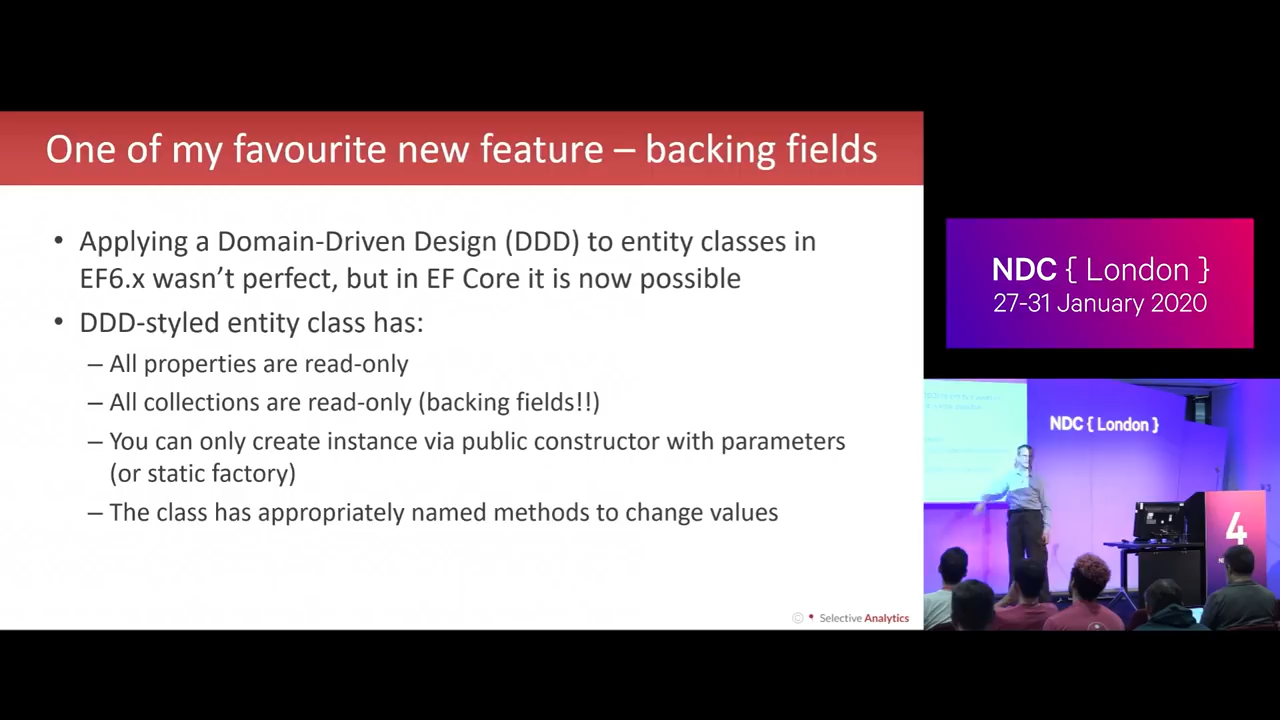 One of my favourite new feature – backing fields
• Applying a Domain-Driven Design (DDD) to entity classes in
EF6.x wasn’t perfect, but in EF Core it is now possible
• DDD-styled entity class has:
– All properties are read-only
– All collections are read-only (backing fields!!)
– You can only create instance via public constructor with parameters
(or static factory)
– The class has appropriately named methods to change values
© Selective Analytics
NDC { London }
27-31 January 2020
NDC { London }
4